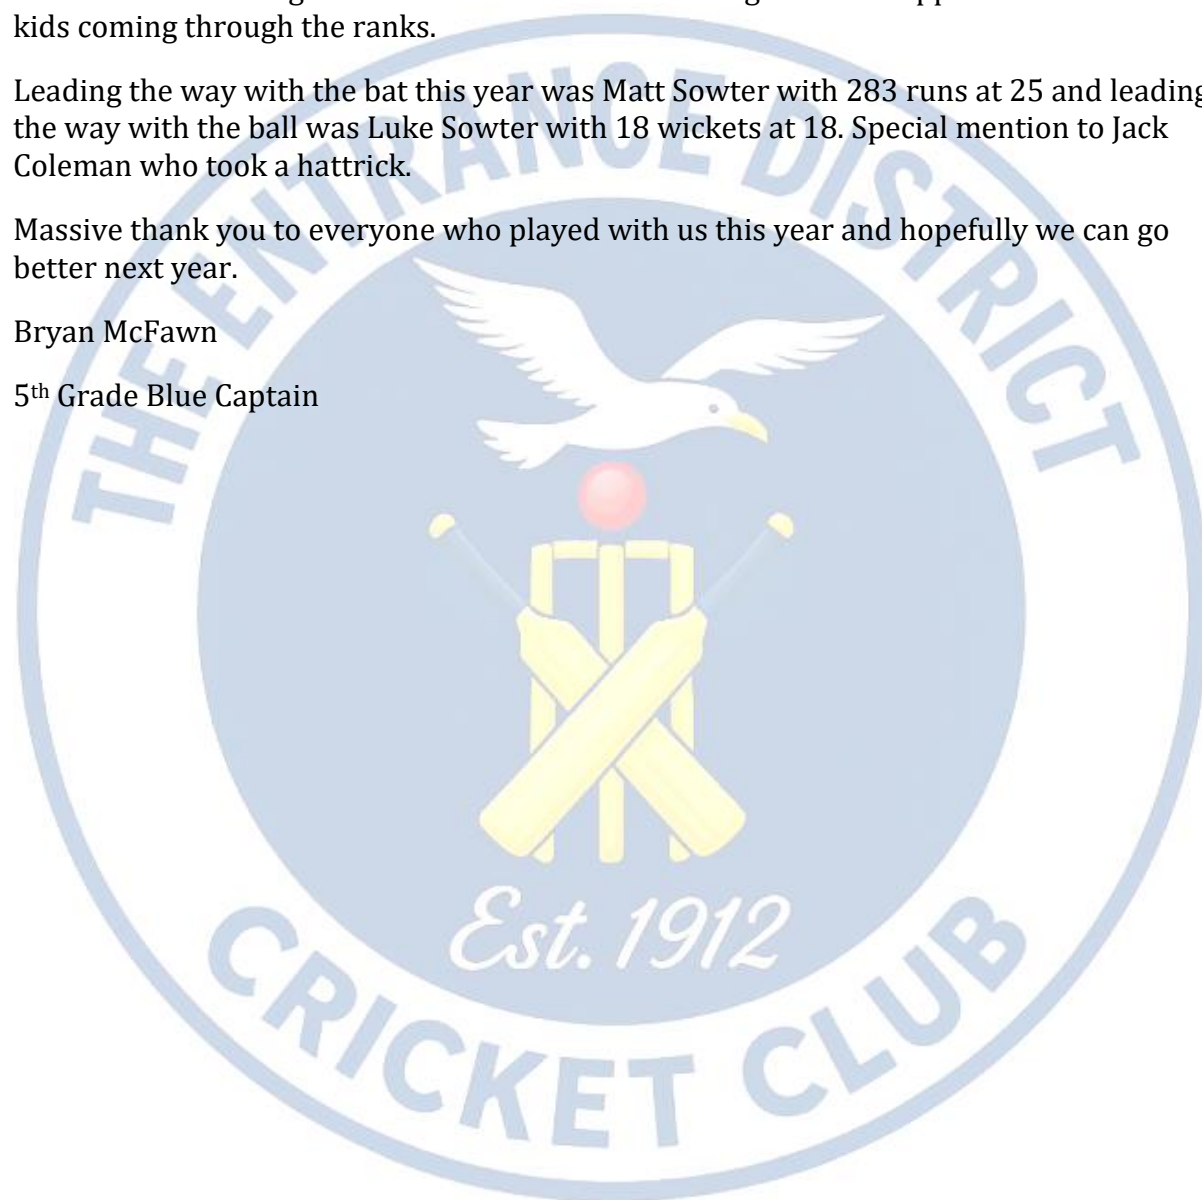 kids coming through the ranks.
Leading the way with the bat this year was Matt Sowter with 283 runs at 25 and leading
the way with the ball was Luke Sowter with 18 wickets at 18. Special mention to Jack
Coleman who took a hattrick.
Massive thank you to everyone who played with us this year and hopefully we can go
better next year.
Bryan McFawn
5th Grade Blue Captain
THE ENTRANCE DISTRICT
Est. 1912
CRICKET CLUB